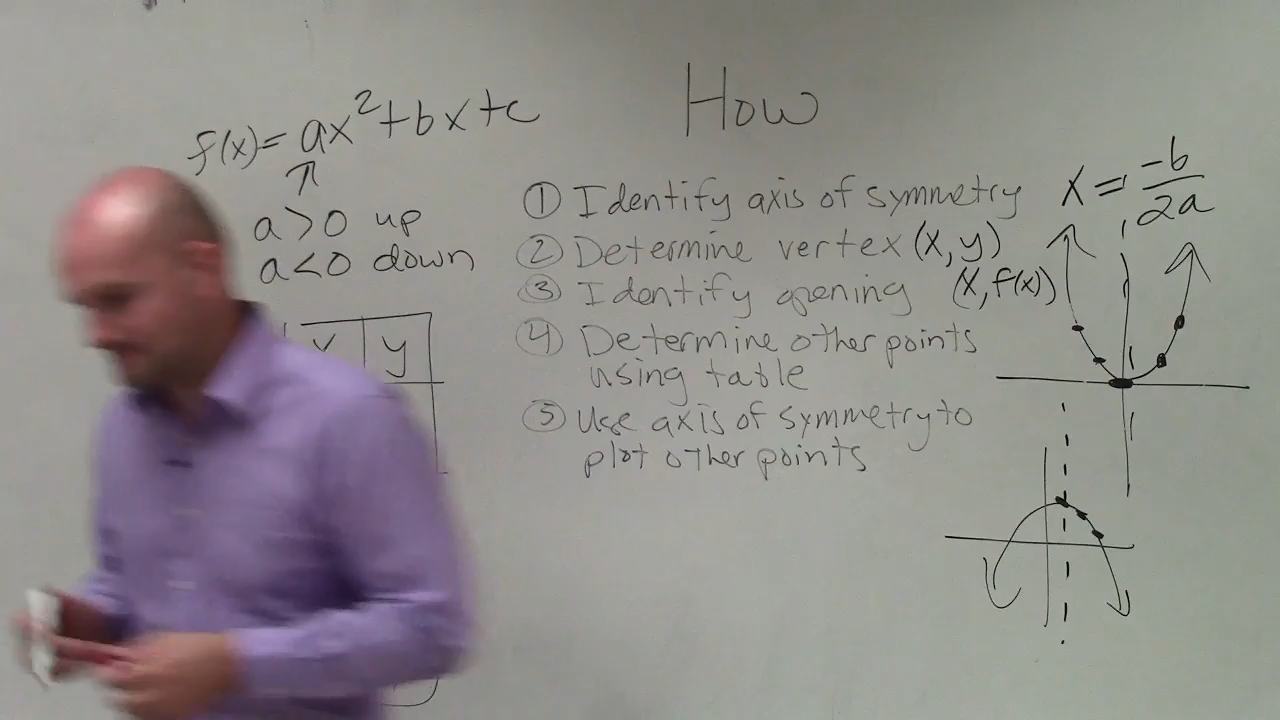 How
f(x)= ax²+bx+c
a>0 up
a<0 down
x y
① Identify axis of symmetry
x = -b/2a
② Determine vertex (x,y)
③ Identify opening (x,f(x))
④ Determine other points
using table
⑤ Use axis of symmetry to
plot other points